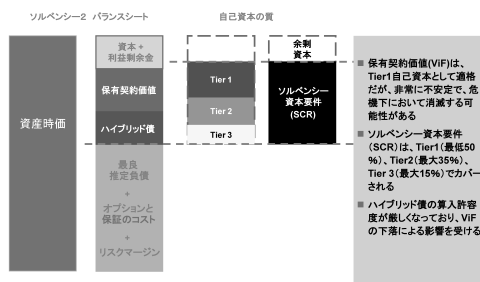 ソルベンシー2 バランスシート
自己資本の質
資産時価
資本 +
利益剰余金
保有契約価値
ハイブリッド債
最良
推定負債
+
オプションと
保証のコスト
+
リスクマージン
Tier 1
Tier 2
Tier 3
余剰
資本
ソルベンシー
資本要件
(SCR)
■ 保有契約価値(ViF)は、
Tier1自己資本として適格
だが、非常に不安定で、危
機下において消滅する可
能性がある
■ ソルベンシー資本要件
(SCR)は、Tier1(最低50
%)、Tier2(最大35%)、
Tier 3(最大15%)でカバー
される
■ ハイブリッド債の算入許容
度が厳しくなっており、ViF
の下落による影響を受ける